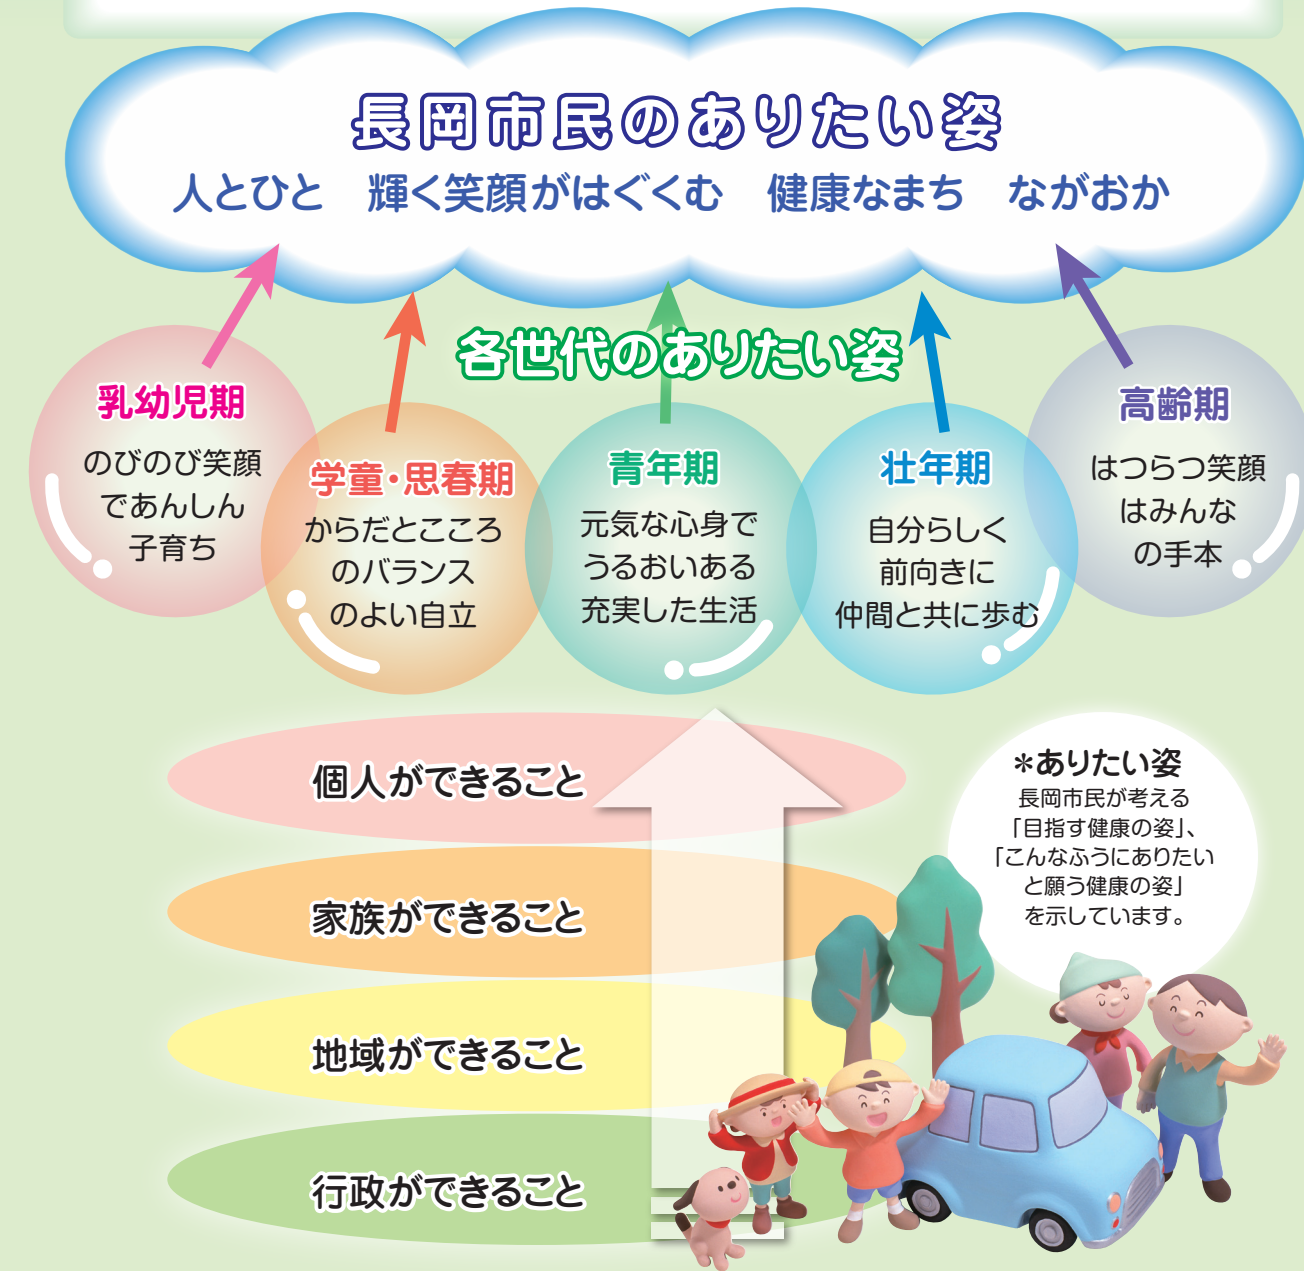 長岡市民のありたい姿
人とひと　輝く笑顔がはぐくむ　健康なまち　ながおか
各世代のありたい姿
乳幼児期
のびのび笑顔
であんしん
子育ち
学童・思春期
からだとこころ
のバランス
のよい自立
青年期
元気な心身で
うるおいある
充実した生活
壮年期
自分らしく
前向きに
仲間と共に歩む
高齢期
はつらつ笑顔
はみんな
の手本
個人ができること
家族ができること
地域ができること
行政ができること
＊ありたい姿
長岡市民が考える
「目指す健康の姿」、
「こんなふうにありたい
と願う健康の姿」
を示しています。